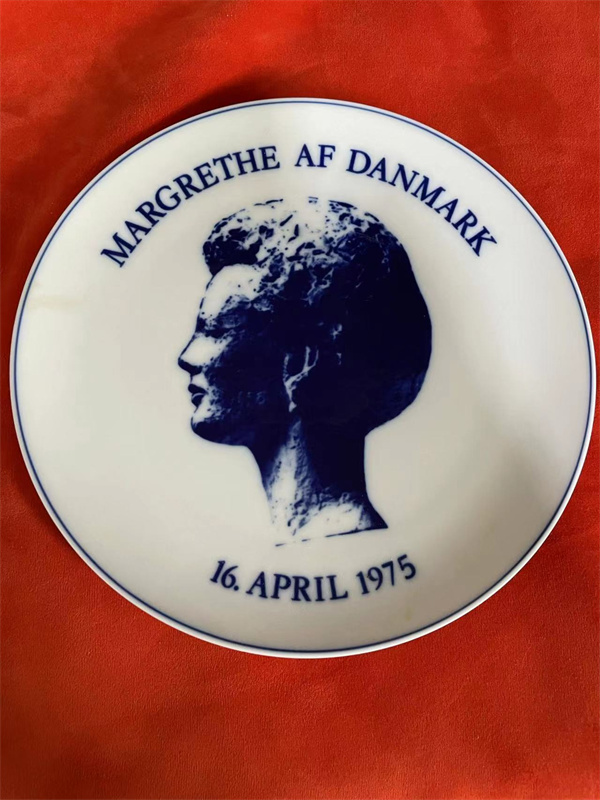 MARGRETHE AF DANMARK
16. APRIL 1975